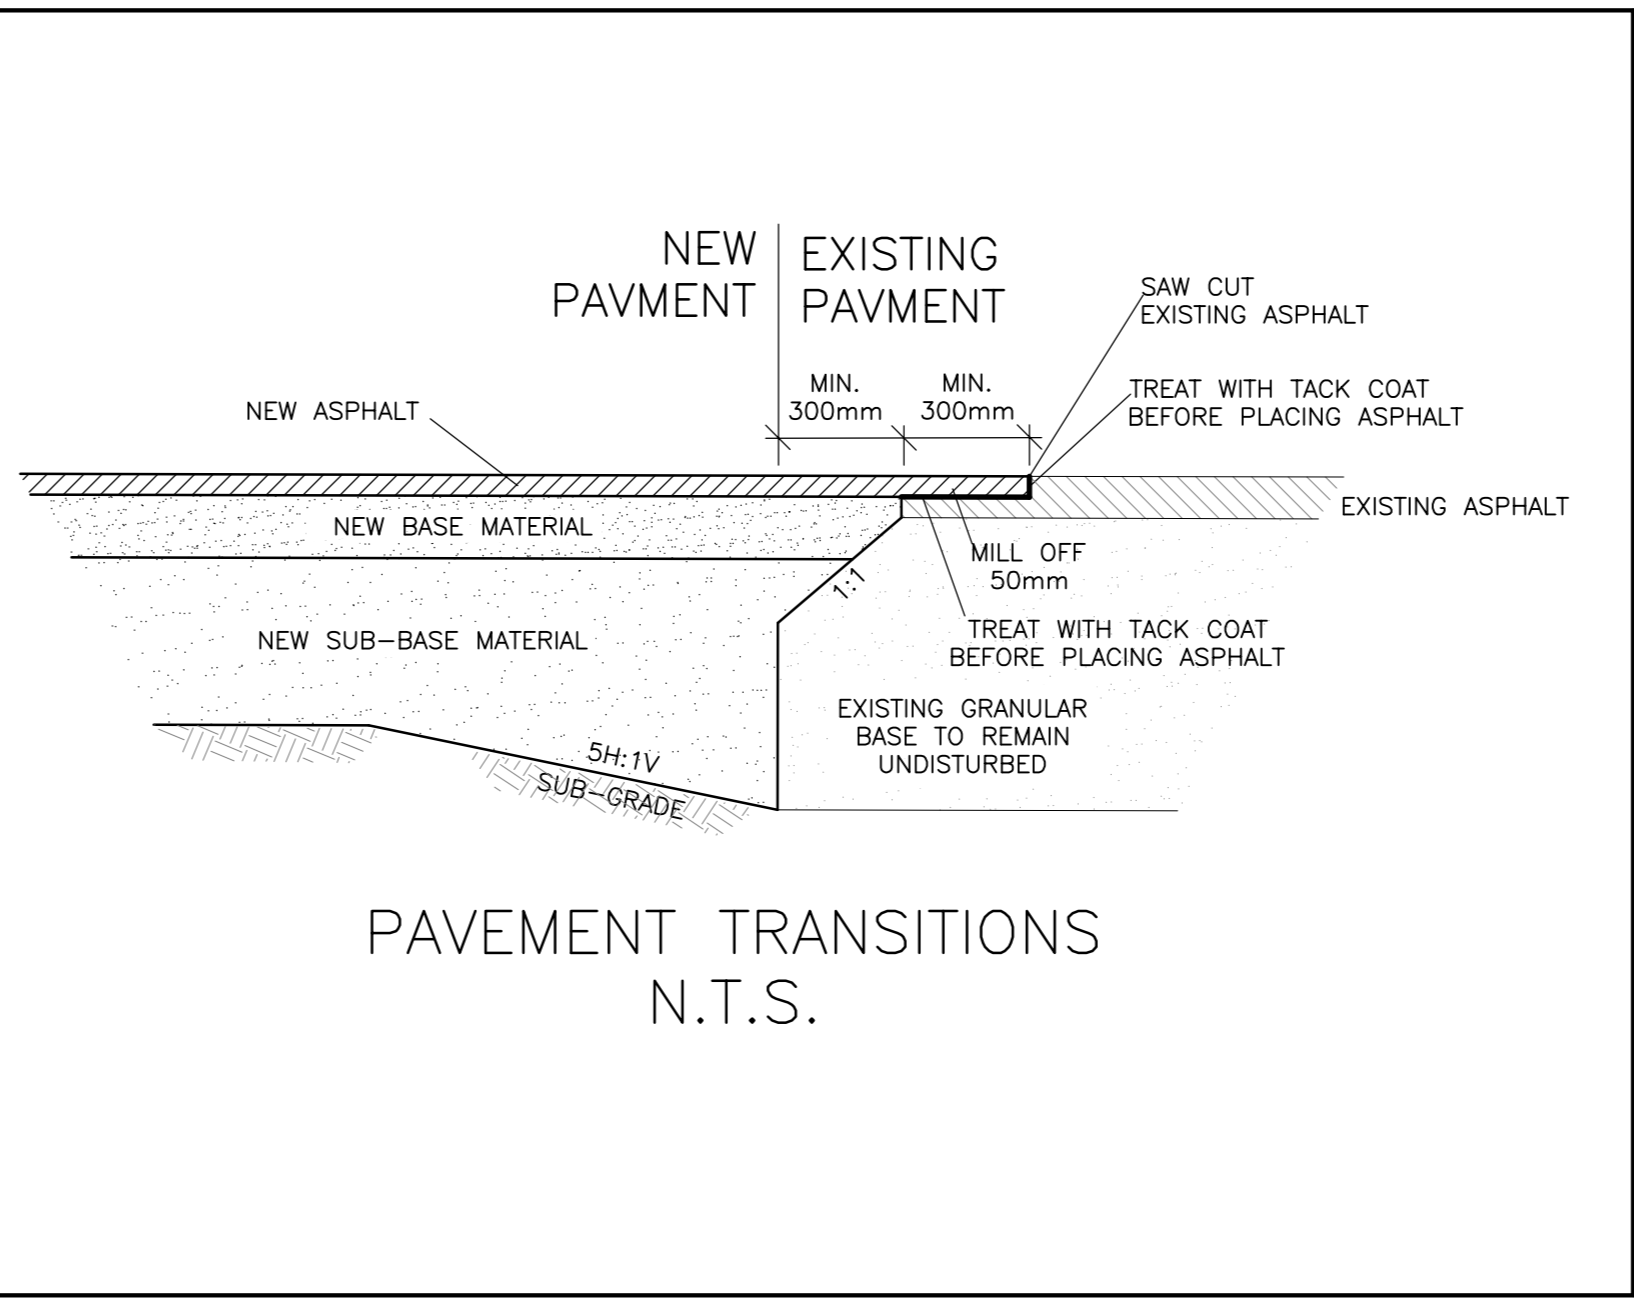 NEW
PAVMENT
EXISTING
PAVMENT
SAW CUT
EXISTING ASPHALT
MIN.
300mm
MIN.
300mm
TREAT WITH TACK COAT
BEFORE PLACING ASPHALT
NEW ASPHALT
EXISTING ASPHALT
NEW BASE MATERIAL
MILL OFF
50mm
1:1
TREAT WITH TACK COAT
BEFORE PLACING ASPHALT
NEW SUB-BASE MATERIAL
EXISTING GRANULAR
BASE TO REMAIN
UNDISTURBED
5H:1V
SUB-GRADE
PAVEMENT TRANSITIONS
N.T.S.